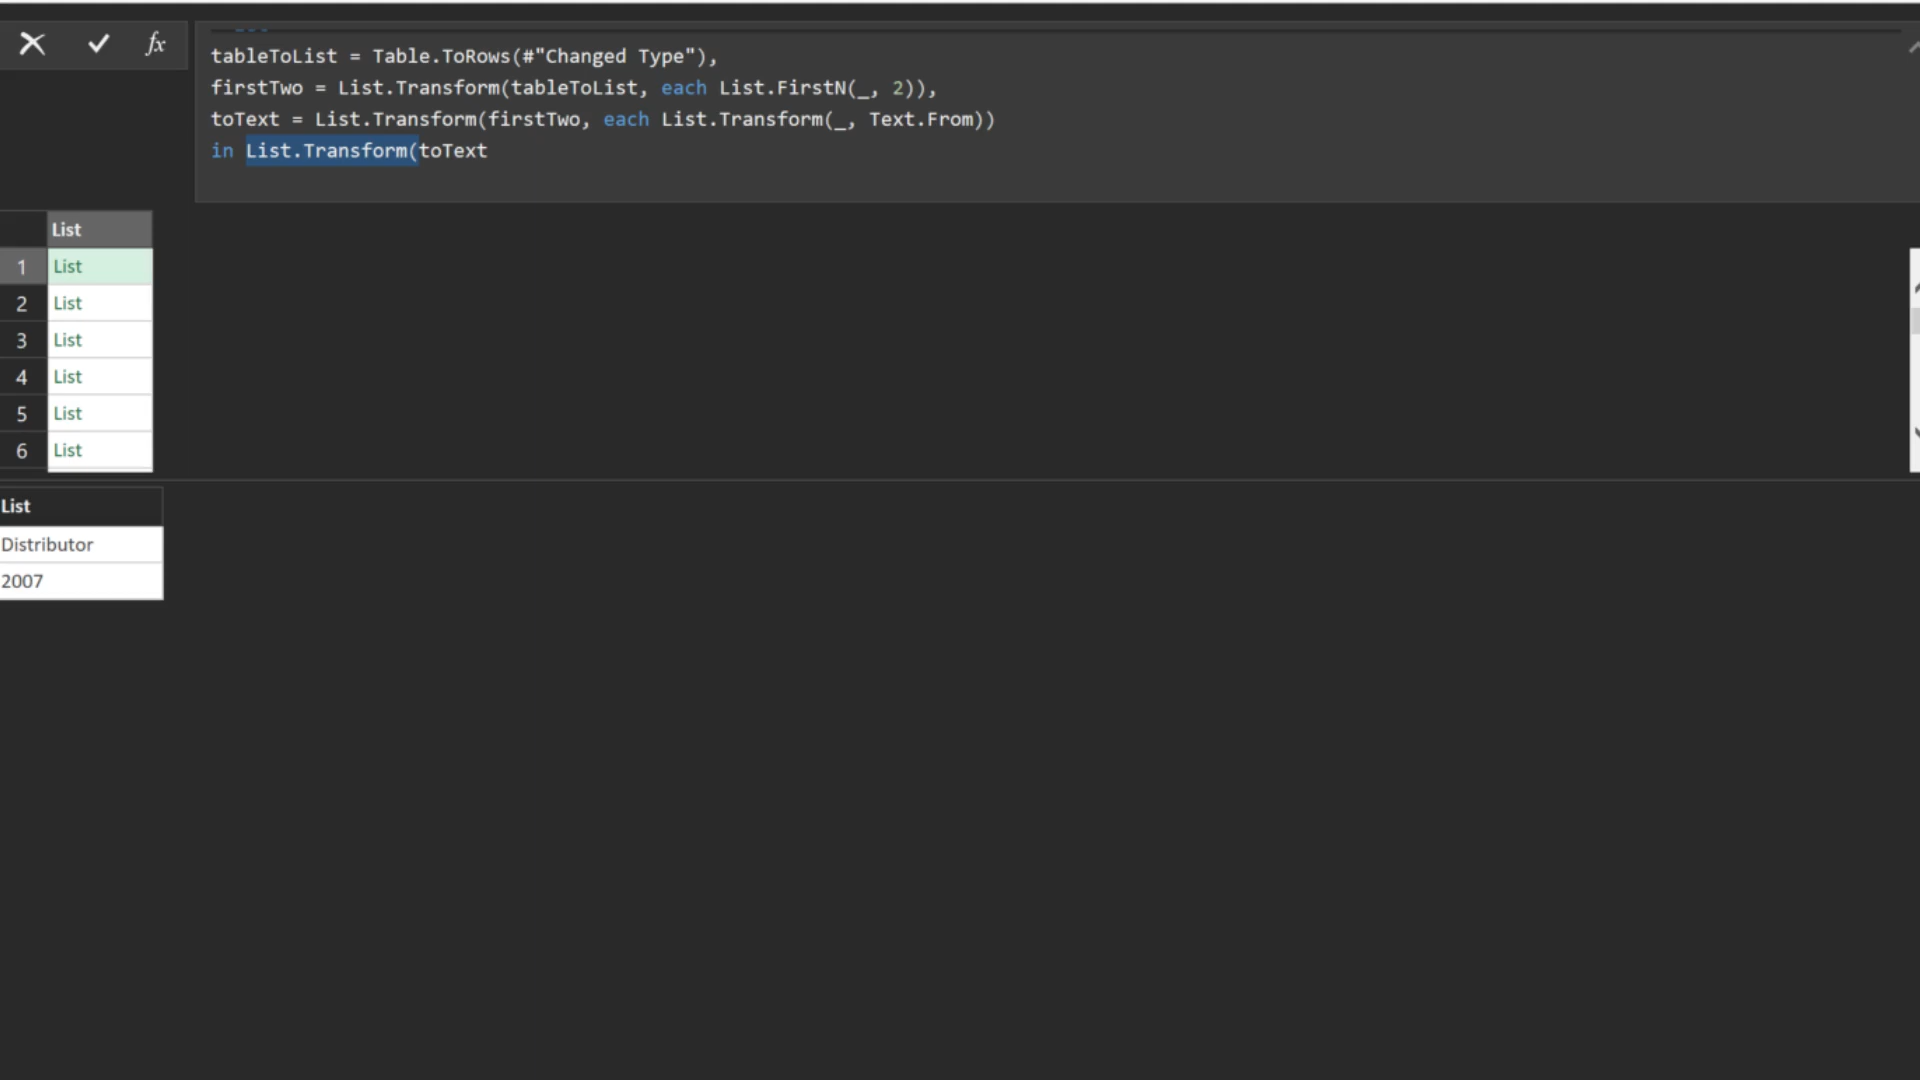 fx
tableToList = Table.ToRows(#"Changed Type"),
firstTwo = List.Transform(tableToList, each List.FirstN(_, 2)),
toText = List.Transform(firstTwo, each List.Transform(_, Text.From))
in List.Transform(toText
List
1 List
2 List
3 List
4 List
5 List
6 List
List
Distributor
2007